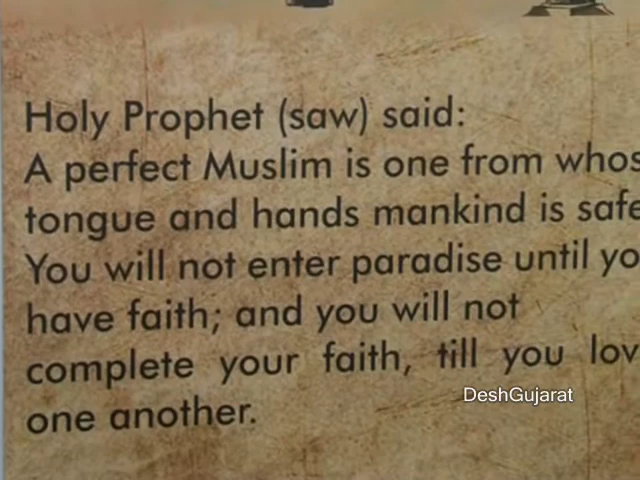 Holy Prophet (saw) said:
A perfect Muslim is one from whos
tongue and hands mankind is safe
You will not enter paradise until yo
have faith; and you will not
complete your faith, till you lov
one another.
DeshGujarat